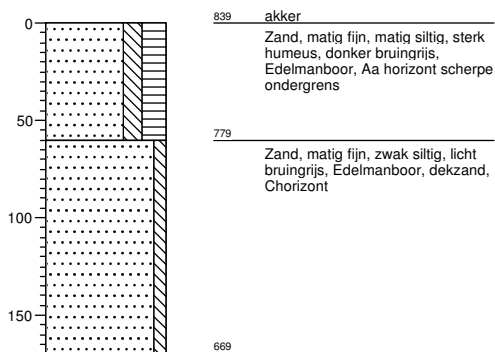 0
839 akker
Zand, matig fijn, matig siltig, sterk
humeus, donker bruingrijs,
Edelmanboor, Aa horizont scherpe
ondergrens
50
779
Zand, matig fijn, zwak siltig, licht
bruingrijs, Edelmanboor, dekzand,
Chorizont
100
150
669